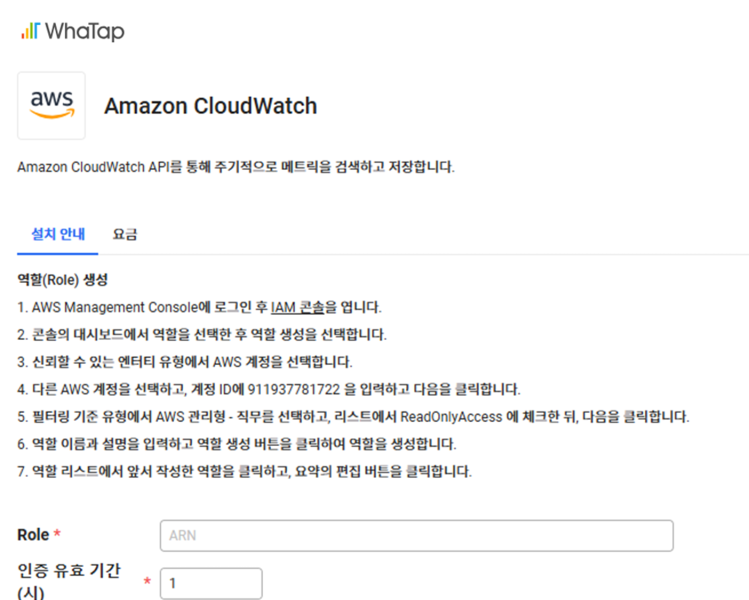 WhaTap
aws
Amazon CloudWatch
Amazon CloudWatch API를 통해 주기적으로 메트릭을 검색하고 저장합니다.
설치 안내 요금
역할(Role) 생성
1. AWS Management Console에 로그인 후 IAM 콘솔을 엽니다.
2. 콘솔의 대시보드에서 역할을 선택한 후 역할 생성을 선택합니다.
3. 신뢰할 수 있는 엔터티 유형에서 AWS 계정을 선택합니다.
4. 다른 AWS 계정을 선택하고, 계정 ID에 911937781722 을 입력하고 다음을 클릭합니다.
5. 필터링 기준 유형에서 AWS 관리형 - 직무를 선택하고, 리스트에서 ReadOnlyAccess 에 체크한 뒤, 다음을 클릭합니다.
6. 역할 이름과 설명을 입력하고 역할 생성 버튼을 클릭하여 역할을 생성합니다.
7. 역할 리스트에서 앞서 작성한 역할을 클릭하고, 요약의 편집 버튼을 클릭합니다.
Role * ARN
인증 유효 기간
(시) * 1